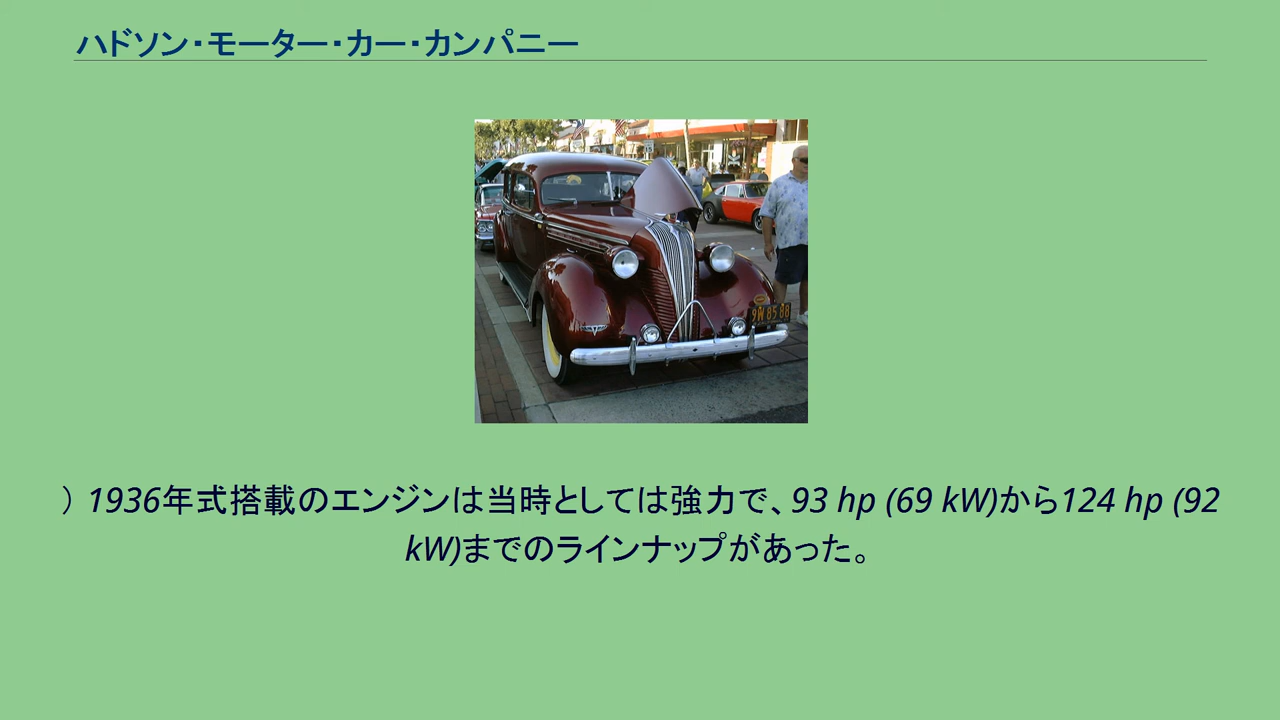 ハドソン・モーター・カー・カンパニー
9W 85 88
）1936年式搭載のエンジンは当時としては強力で、93 hp (69 kW)から124 hp (92
kW)までのラインナップがあった。